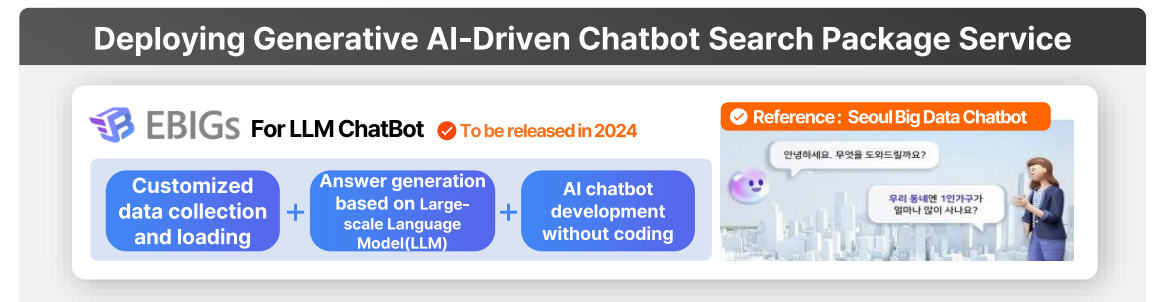 Deploying Generative AI-Driven Chatbot Search Package Service
EBIGs For LLM ChatBot To be released in 2024
Customized
data collection
and loading
+
Answer generation
based on Large-
scale Language
Model(LLM)
+
AI chatbot
development
without coding
Reference : Seoul Big Data Chatbot
안녕하세요. 무엇을 도와드릴까요?
우리 동네엔 1인가구가
얼마나 많이 사나요?